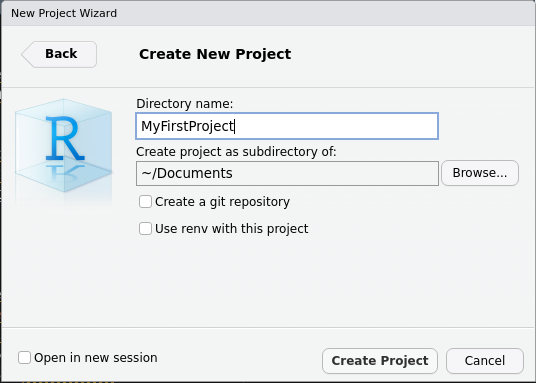 New Project Wizard
Back
Create New Project
R
Directory name:
MyFirstProject
Create project as subdirectory of:
~/Documents
Browse...
Create a git repository
Use renv with this project
Open in new session
Create Project
Cancel